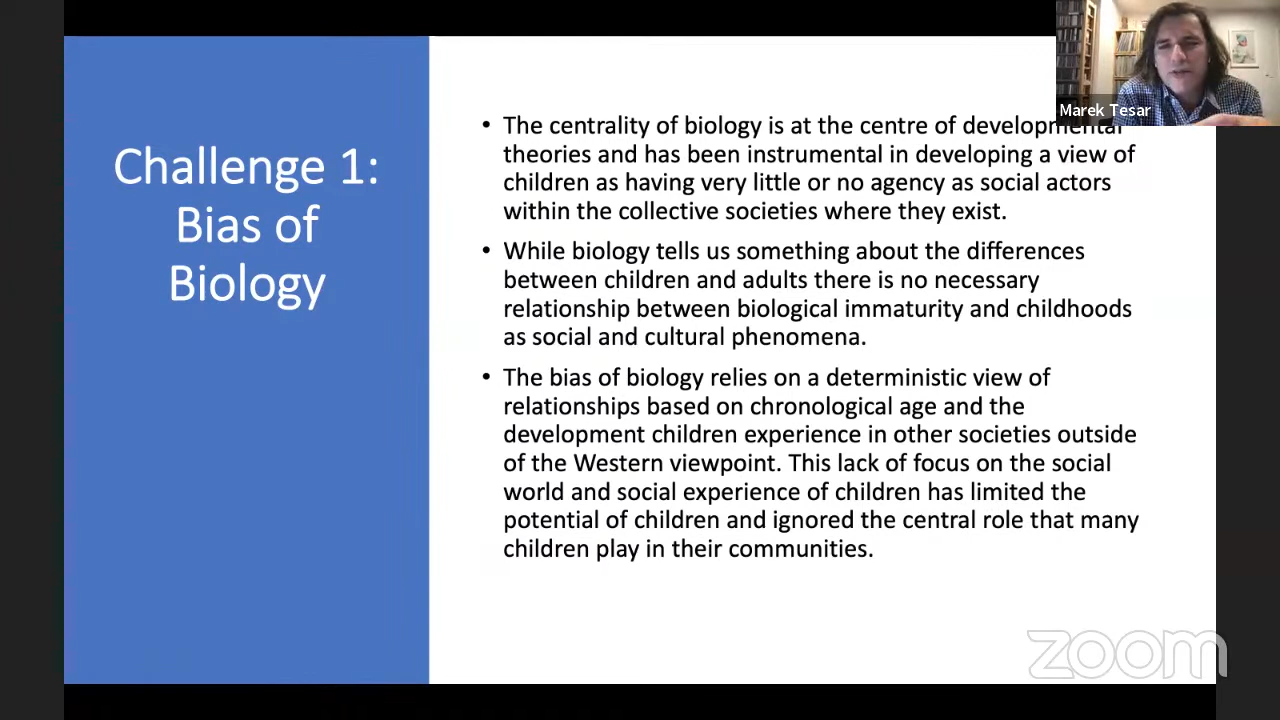 Challenge 1:
Bias of
Biology
• The centrality of biology is at the centre of developmental
theories and has been instrumental in developing a view of
children as having very little or no agency as social actors
within the collective societies where they exist.
• While biology tells us something about the differences
between children and adults there is no necessary
relationship between biological immaturity and childhoods
as social and cultural phenomena.
• The bias of biology relies on a deterministic view of
relationships based on chronological age and the
development children experience in other societies outside
of the Western viewpoint. This lack of focus on the social
world and social experience of children has limited the
potential of children and ignored the central role that many
children play in their communities.
Marek Tesar
zoom